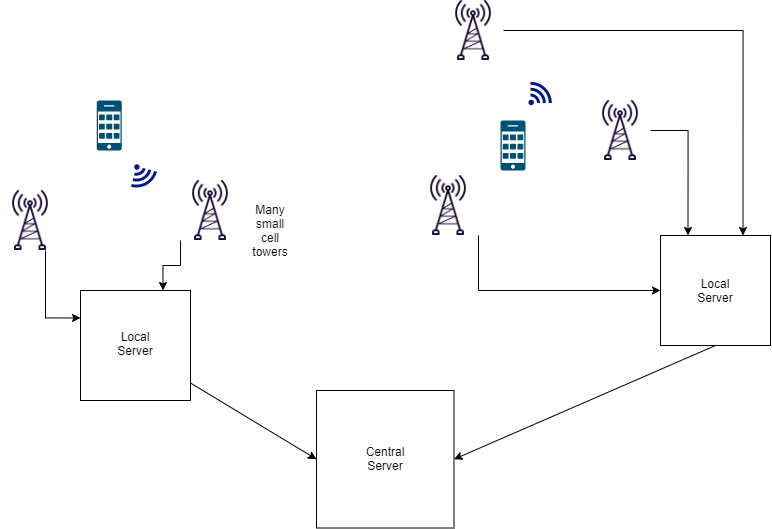 Many
small
cell
towers
Local
Server
Local
Server
Central
Server